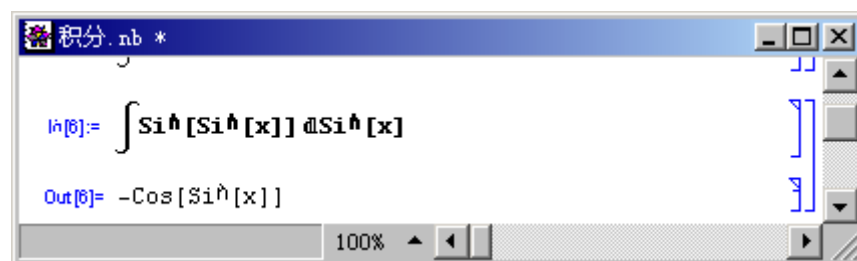 积分.nb *
In[6]:= ∫Sin[Sin[x]] ⅆSin[x]
Out[6]= -Cos[Sin[x]]
100%